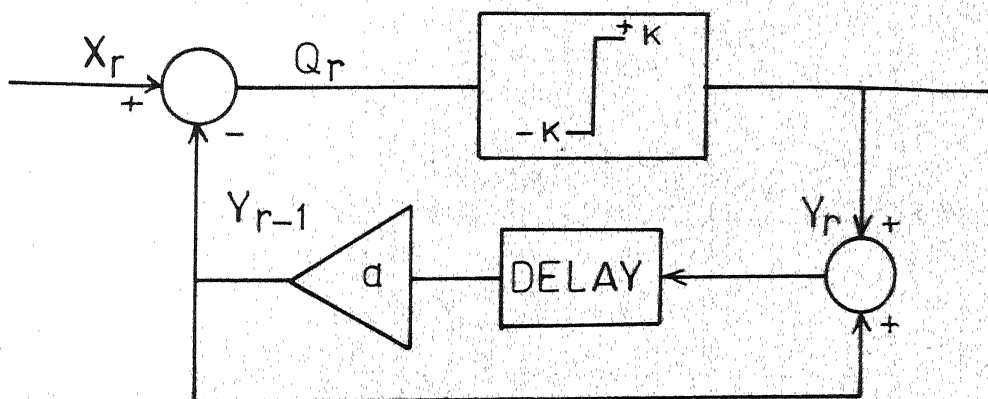 + K
Xr
Qr
+
-K
-
Yr-1
Yr
+
a
DELAY
+